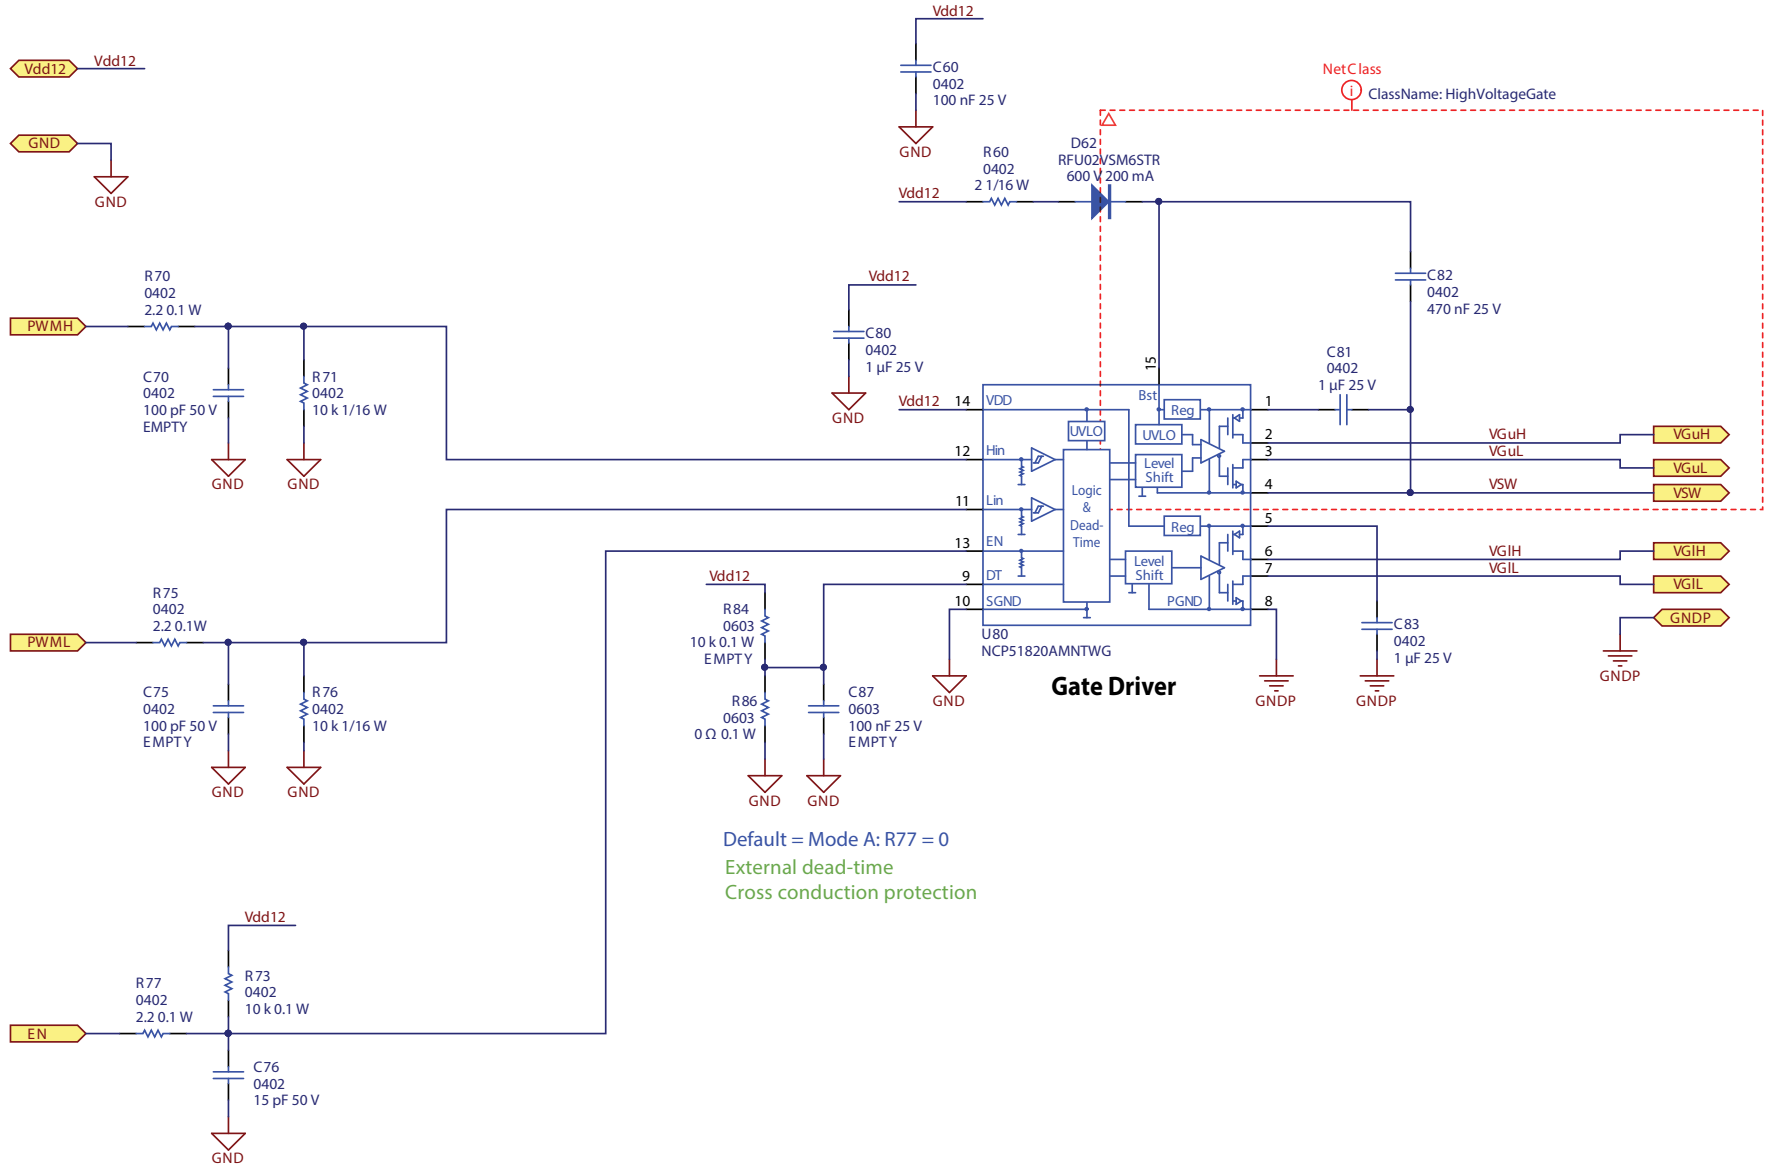 Vdd12
Vdd12
Vdd12
C60
0402
100 nF 25 V
GND
NetClass
i
ClassName: HighVoltageGate
GND
GND
R60
0402
2 1/16 W
Vdd12
D62
RFU02VSM6STR
600 V 200 mA
C82
0402
470 nF 25 V
R70
0402
2.2 0.1 W
PWMH
C70
0402
100 pF 50 V
EMPTY
GND
R71
0402
10 k 1/16 W
GND
Vdd12
C80
0402
1 µF 25 V
GND
C81
0402
1 µF 25 V
15
Vdd12
14
VDD
Bst
Reg
1
UVLO
UVLO
2
VGuH
VGuH
12
Hin
3
VGuL
VGuL
Level
Shift
4
VSW
VSW
Logic
&
Dead-
Time
11
Lin
Reg
5
13
EN
6
VGlH
VGlH
Level
Shift
7
VGlL
VGlL
9
DT
10
SGND
PGND
8
GNDP
GNDP
U80
NCP51820AMNTWG
Gate Driver
GND
GNDP
C83
0402
1 µF 25 V
GNDP
R75
0402
2.2 0.1W
PWML
C75
0402
100 pF 50 V
EMPTY
GND
R76
0402
10 k 1/16 W
GND
Vdd12
R84
0603
10 k 0.1 W
EMPTY
R86
0603
0 Ω 0.1 W
GND
C87
0603
100 nF 25 V
EMPTY
GND
Default = Mode A: R77 = 0
External dead-time
Cross conduction protection
Vdd12
R73
0402
10 k 0.1 W
R77
0402
2.2 0.1 W
EN
C76
0402
15 pF 50 V
GND